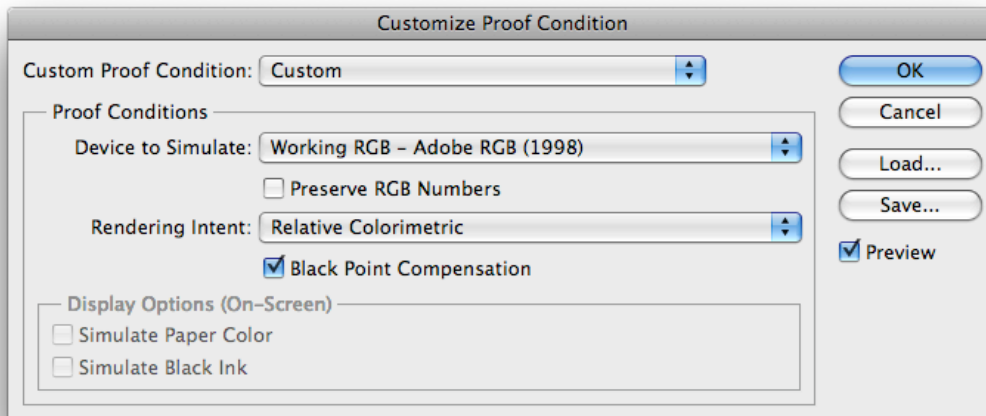 Customize Proof Condition
Custom Proof Condition: Custom
OK
Proof Conditions
Cancel
Device to Simulate: Working RGB – Adobe RGB (1998)
Load...
Preserve RGB Numbers
Save...
Rendering Intent: Relative Colorimetric
Preview
Black Point Compensation
Display Options (On-Screen)
Simulate Paper Color
Simulate Black Ink